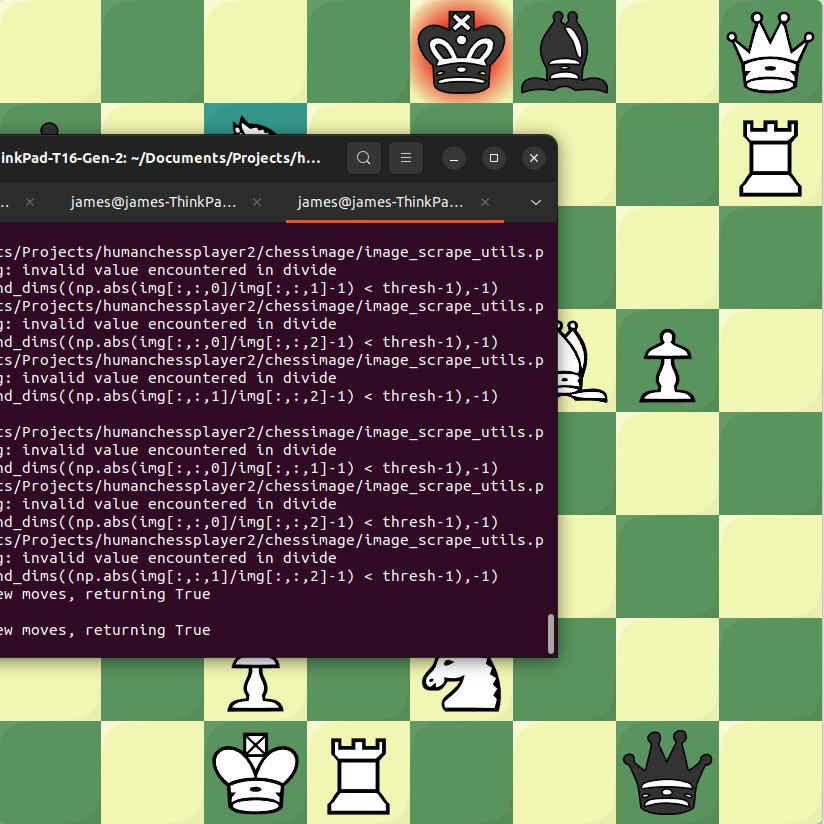 inkPad-T16-Gen-2: ~/Documents/Projects/h...
.. × james@james-ThinkPa... × james@james-ThinkPa... ×
ts/Projects/humanchessplayer2/chessimage/image_scrape_utils.p
g: invalid value encountered in divide
nd_dims((np.abs(img[:,:,0]/img[:,:,1]-1) < thresh-1),-1)
ts/Projects/humanchessplayer2/chessimage/image_scrape_utils.p
g: invalid value encountered in divide
nd_dims((np.abs(img[:,:,0]/img[:,:,2]-1) < thresh-1),-1)
ts/Projects/humanchessplayer2/chessimage/image_scrape_utils.p
g: invalid value encountered in divide
nd_dims((np.abs(img[:,:,1]/img[:,:,2]-1) < thresh-1),-1)
ts/Projects/humanchessplayer2/chessimage/image_scrape_utils.p
g: invalid value encountered in divide
nd_dims((np.abs(img[:,:,0]/img[:,:,1]-1) < thresh-1),-1)
ts/Projects/humanchessplayer2/chessimage/image_scrape_utils.p
g: invalid value encountered in divide
nd_dims((np.abs(img[:,:,0]/img[:,:,2]-1) < thresh-1),-1)
ts/Projects/humanchessplayer2/chessimage/image_scrape_utils.p
g: invalid value encountered in divide
nd_dims((np.abs(img[:,:,1]/img[:,:,2]-1) < thresh-1),-1)
ew moves, returning True
ew moves, returning True